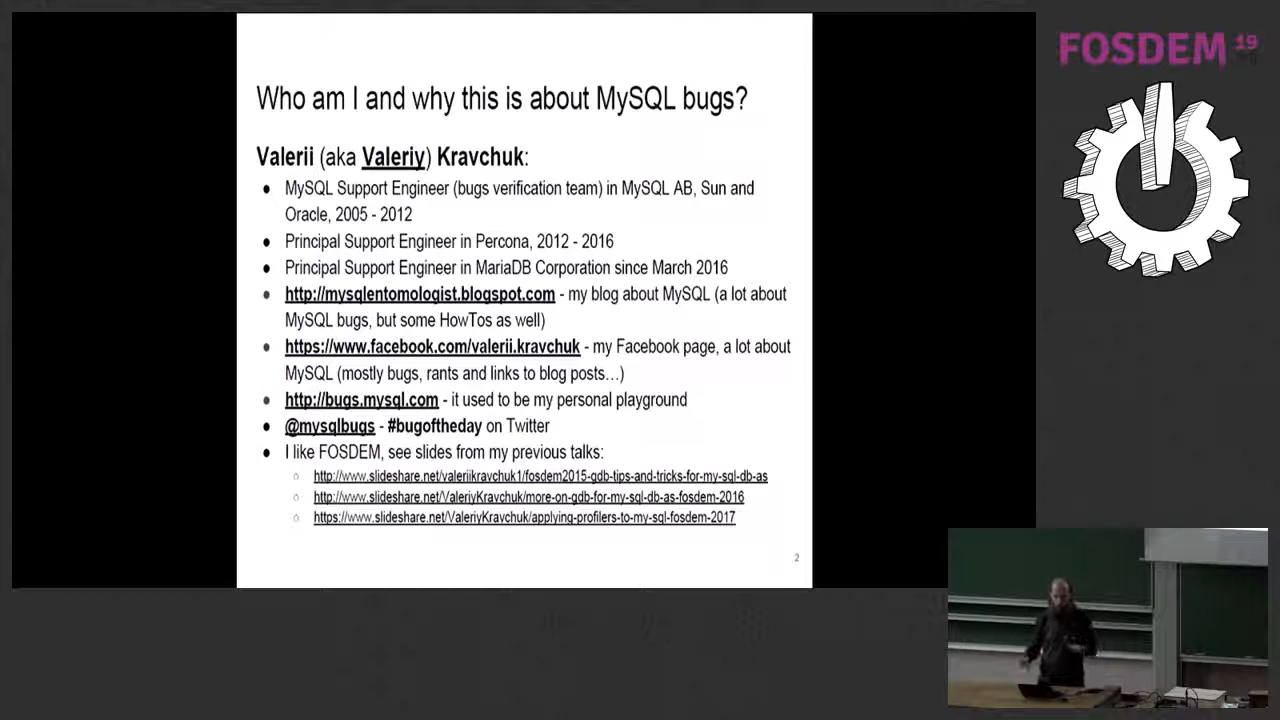 FOSDEM 19
Who am I and why this is about MySQL bugs?
Valerii (aka Valeriy) Kravchuk:
● MySQL Support Engineer (bugs verification team) in MySQL AB, Sun and
Oracle, 2005 - 2012
● Principal Support Engineer in Percona, 2012 - 2016
● Principal Support Engineer in MariaDB Corporation since March 2016
● http://mysqlentomologist.blogspot.com - my blog about MySQL (a lot about
MySQL bugs, but some HowTos as well)
● https://www.facebook.com/valerii.kravchuk - my Facebook page, a lot about
MySQL (mostly bugs, rants and links to blog posts…)
● http://bugs.mysql.com - it used to be my personal playground
● @mysqlbugs - #bugoftheday on Twitter
● I like FOSDEM, see slides from my previous talks:
○ http://www.slideshare.net/valeriikravchuk1/fosdem2015-gdb-tips-and-tricks-for-my-sql-db-as
○ http://www.slideshare.net/ValeriyKravchuk/more-on-gdb-for-my-sql-db-as-fosdem-2016
○ https://www.slideshare.net/ValeriyKravchuk/applying-profilers-to-my-sql-fosdem-2017
2